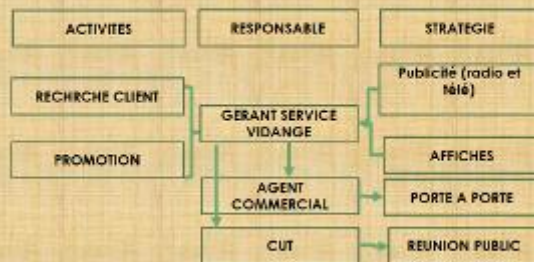 ACTIVITES
RESPONSABLE
STRATEGIE
RECHRCHE CLIENT
PROMOTION
GERANT SERVICE
VIDANGE
AGENT
COMMERCIAL
CUT
Publicité (radio et
télé)
AFFICHES
PORTE A PORTE
REUNION PUBLIC